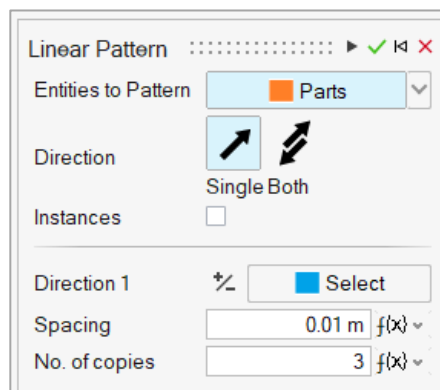 Linear Pattern
Entities to Pattern Parts
Direction
Single Both
Instances
Direction 1 +/- Select
Spacing 0.01 m f(x)
No. of copies 3 f(x)